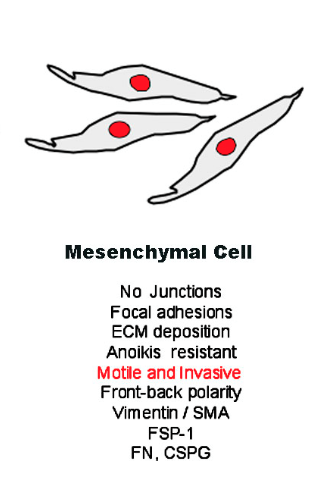 Mesenchymal Cell
No Junctions
Focal adhesions
ECM deposition
Anoikis resistant
Motile and Invasive
Front-back polarity
Vimentin / SMA
FSP-1
FN, CSPG